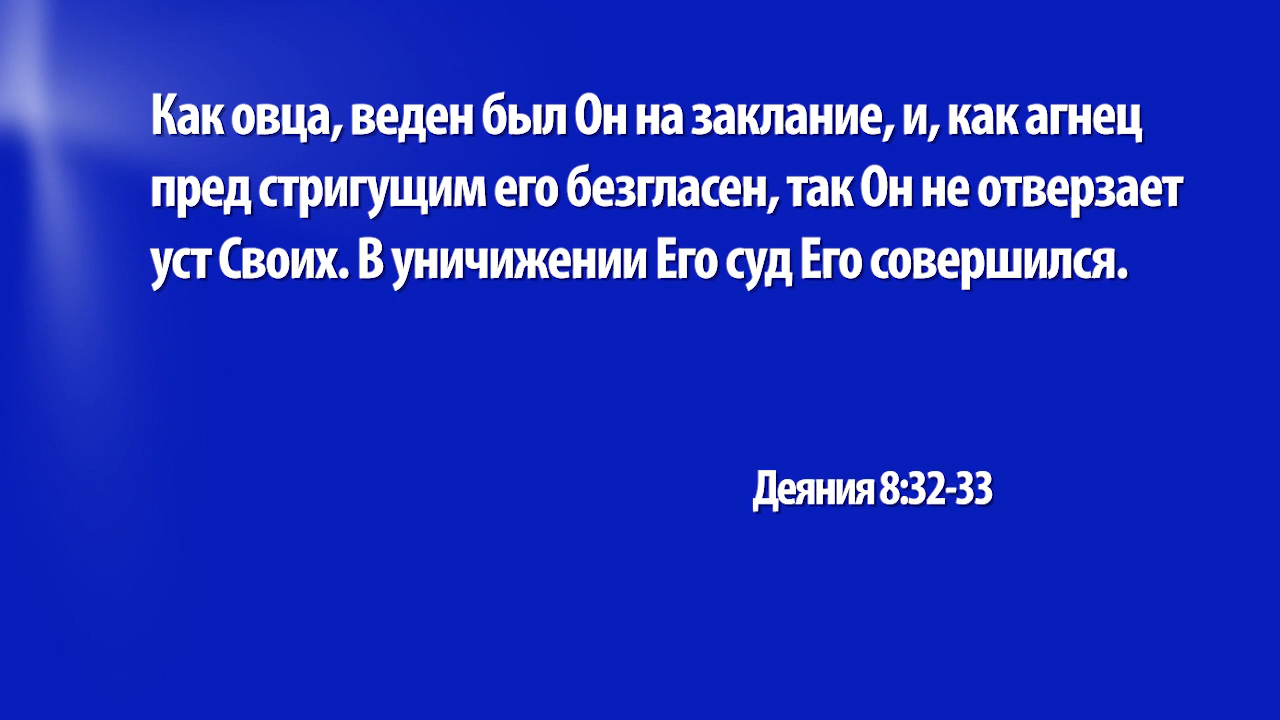 Как овца, веден был Он на заклание, и, как агнец
пред стригущим его безгласен, так Он не отверзает
уст Своих. В уничижении Его суд Его совершился.
Деяния 8:32-33